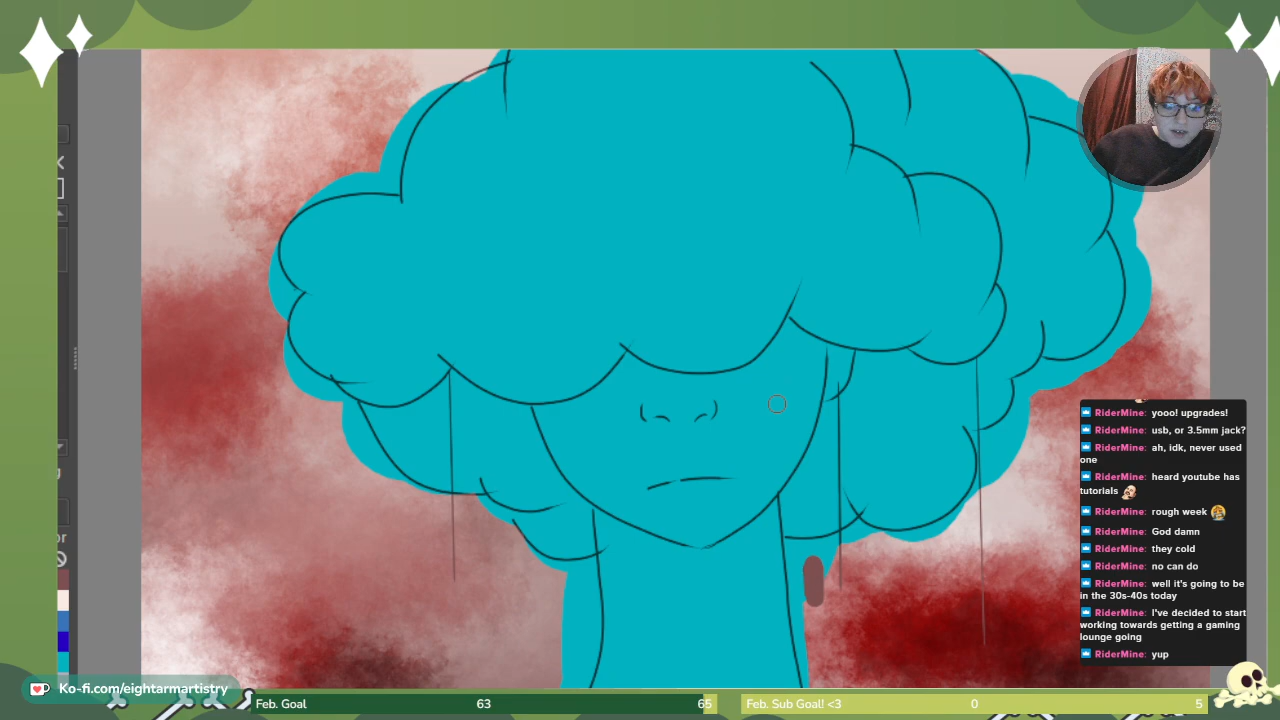 RiderMine: yooo! upgrades!
RiderMine: usb, or 3.5mm jack?
RiderMine: ah, idk, never used
one
RiderMine: heard youtube has
tutorials
RiderMine: rough week
RiderMine: God damn
RiderMine: they cold
RiderMine: no can do
RiderMine: well it's going to be
in the 30s-40s today
RiderMine: I've decided to start
working towards getting a gaming
lounge going
RiderMine: yup
or
Ko-fi.com/eightarmartistry
Feb. Goal 63 65 Feb. Sub Goal! <3 0 5